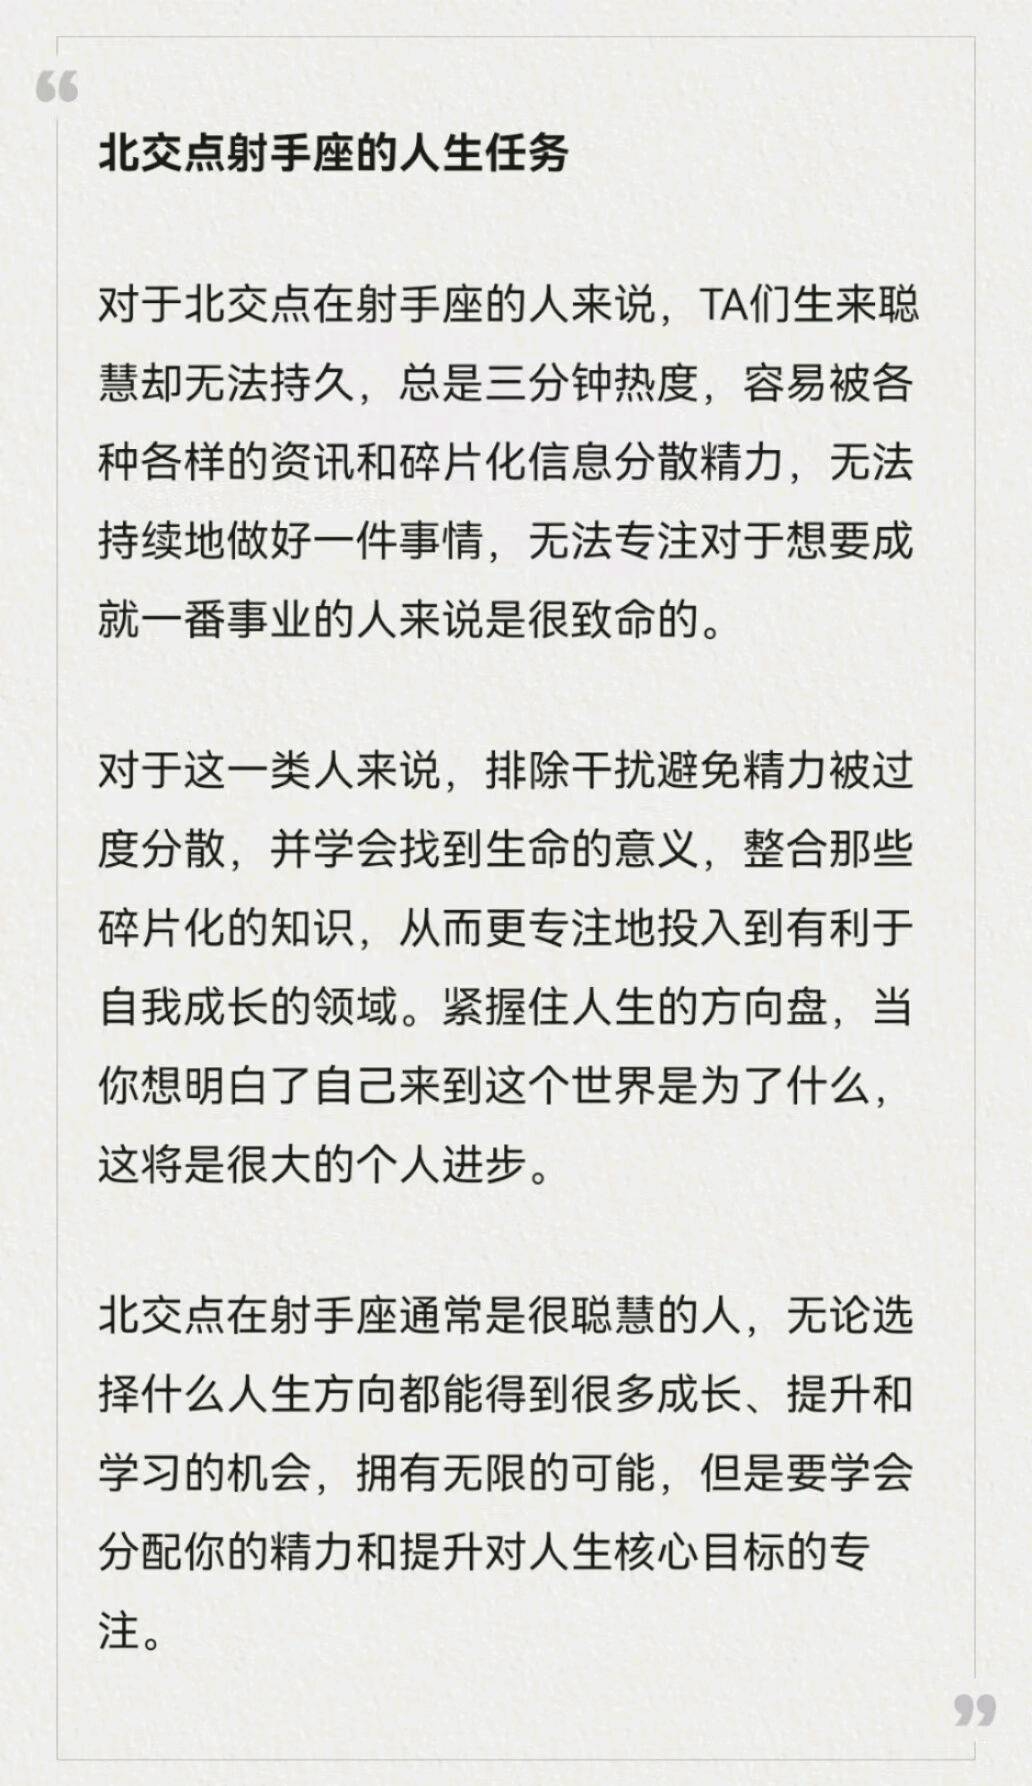 “
北交点射手座的人生任务
对于北交点在射手座的人来说，TA们生来聪
慧却无法持久，总是三分钟热度，容易被各
种各样的资讯和碎片化信息分散精力，无法
持续地做好一件事情，无法专注对于想要成
就一番事业的人来说是很致命的。
对于这一类人来说，排除干扰避免精力被过
度分散，并学会找到生命的意义，整合那些
碎片化的知识，从而更专注地投入到有利于
自我成长的领域。紧握住人生的方向盘，当
你想明白了自己来到这个世界是为了什么，
这将是很大的个人进步。
北交点在射手座通常是很聪慧的人，无论选
择什么人生方向都能得到很多成长、提升和
学习的机会，拥有无限的可能，但是要学会
分配你的精力和提升对人生核心目标的专
注。
”